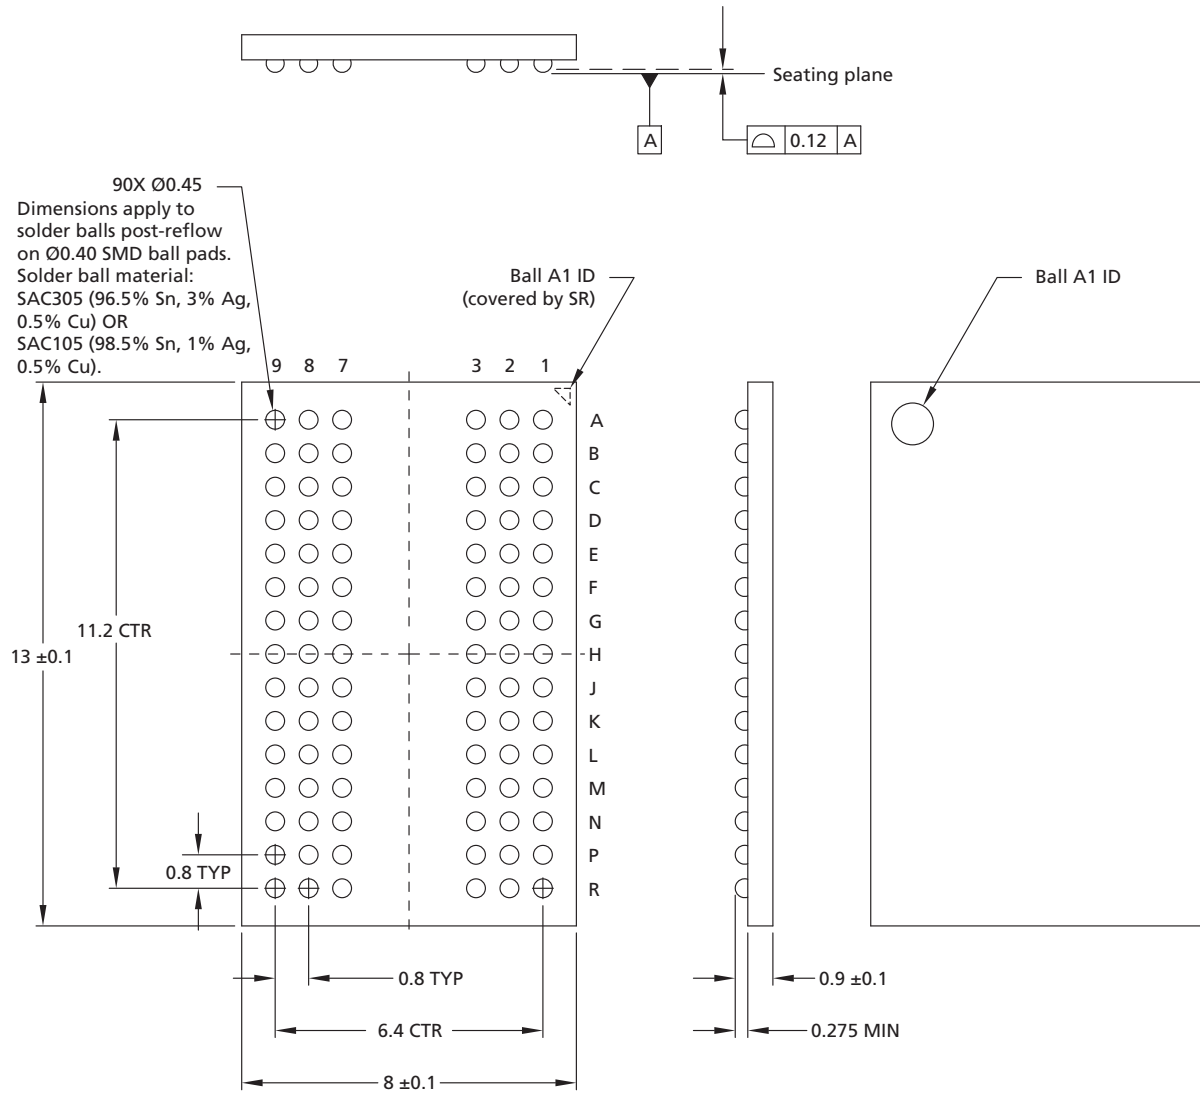 Seating plane
A
0.12 A
90X Ø0.45
Dimensions apply to
solder balls post-reflow
on Ø0.40 SMD ball pads.
Solder ball material:
SAC305 (96.5% Sn, 3% Ag,
0.5% Cu) OR
SAC105 (98.5% Sn, 1% Ag,
0.5% Cu).
Ball A1 ID
(covered by SR)
Ball A1 ID
9 8 7 3 2 1
A
B
C
D
E
F
G
H
J
K
L
M
N
P
R
11.2 CTR
13 ±0.1
0.8 TYP
0.8 TYP
0.9 ±0.1
6.4 CTR
0.275 MIN
8 ±0.1